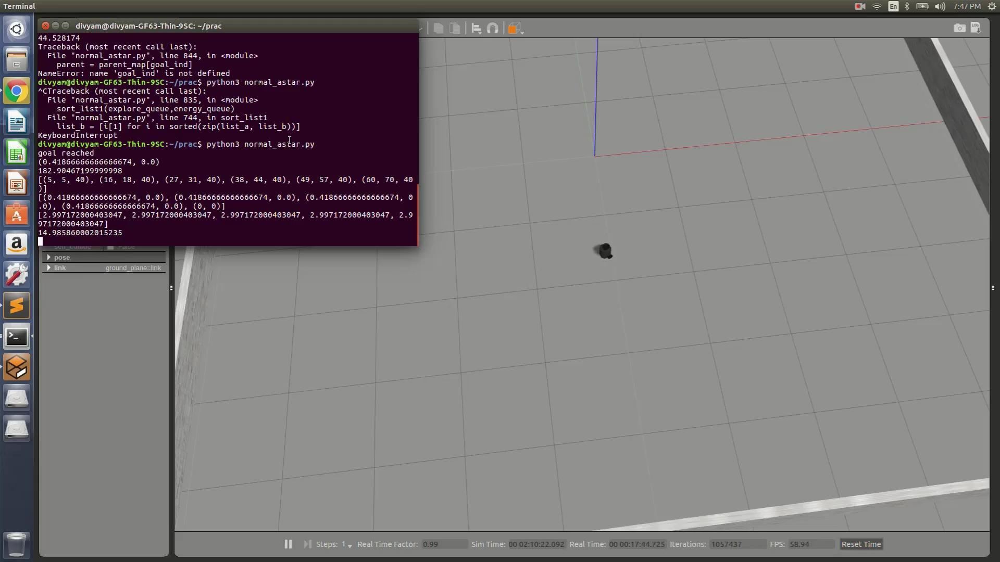 Terminal
En
7:47 PM
divyam@divyam-GF63-Thin-9SC: ~/prac
44.528174
Traceback (most recent call last):
File "normal_astar.py", line 844, in <module>
parent = parent_map[goal_ind]
NameError: name 'goal_ind' is not defined
divyam@divyam-GF63-Thin-9SC:~/prac$ python3 normal_astar.py
^CTraceback (most recent call last):
File "normal_astar.py", line 835, in <module>
sort_list1(explore_queue,energy_queue)
File "normal_astar.py", line 744, in sort_list1
list_b = [i[1] for i in sorted(zip(list_a, list_b))]
KeyboardInterrupt
divyam@divyam-GF63-Thin-9SC:~/prac$ python3 normal_astar.py
goal reached
(0.41866666666666674, 0.0)
182.90467199999998
[(5, 5, 40), (16, 18, 40), (27, 31, 40), (38, 44, 40), (49, 57, 40), (60, 70, 40
)]
[(0.41866666666666674, 0.0), (0.41866666666666674, 0.0), (0.41866666666666674, 0
.0), (0.41866666666666674, 0.0), (0, 0)]
[2.997172000403047, 2.997172000403047, 2.997172000403047, 2.997172000403047, 2.9
97172000403047]
14.985860002015235
self_collide False
pose
link ground_plane::link
LOG
Steps: 1 Real Time Factor: 0.99 Sim Time: 00 02:10:22.092 Real Time: 00 00:17:44.725 Iterations: 1057437 FPS: 58.94 Reset Time